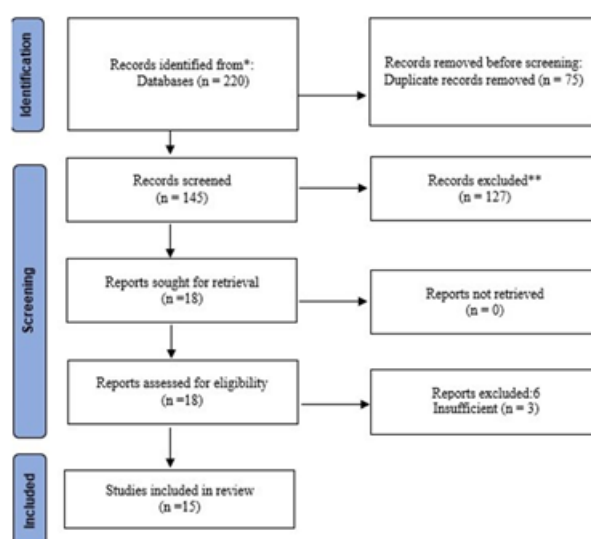 Identification
Records identified from*:
Databases (n = 220)
Records removed before screening:
Duplicate records removed (n = 75)
Screening
Records screened
(n = 145)
Records excluded**
(n = 127)
Reports sought for retrieval
(n =18)
Reports not retrieved
(n = 0)
Reports assessed for eligibility
(n =18)
Reports excluded:6
Insufficient (n = 3)
Included
Studies included in review
(n =15)